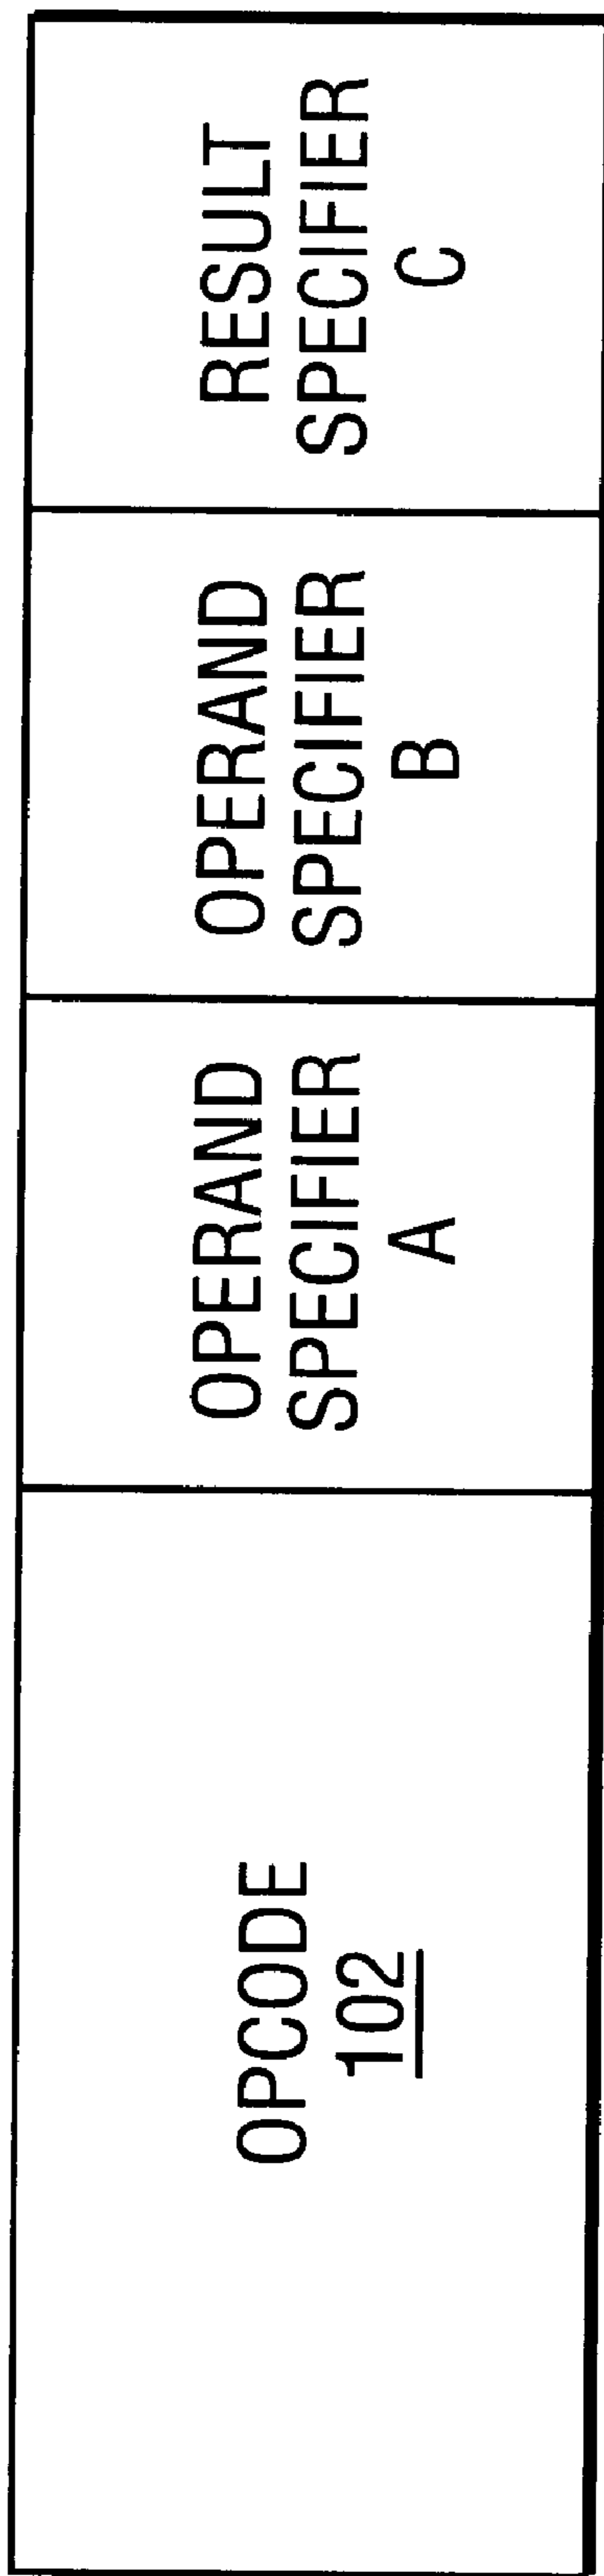 OPCODE
102
OPERAND
SPECIFIER
A
OPERAND
SPECIFIER
B
RESULT
SPECIFIER
C